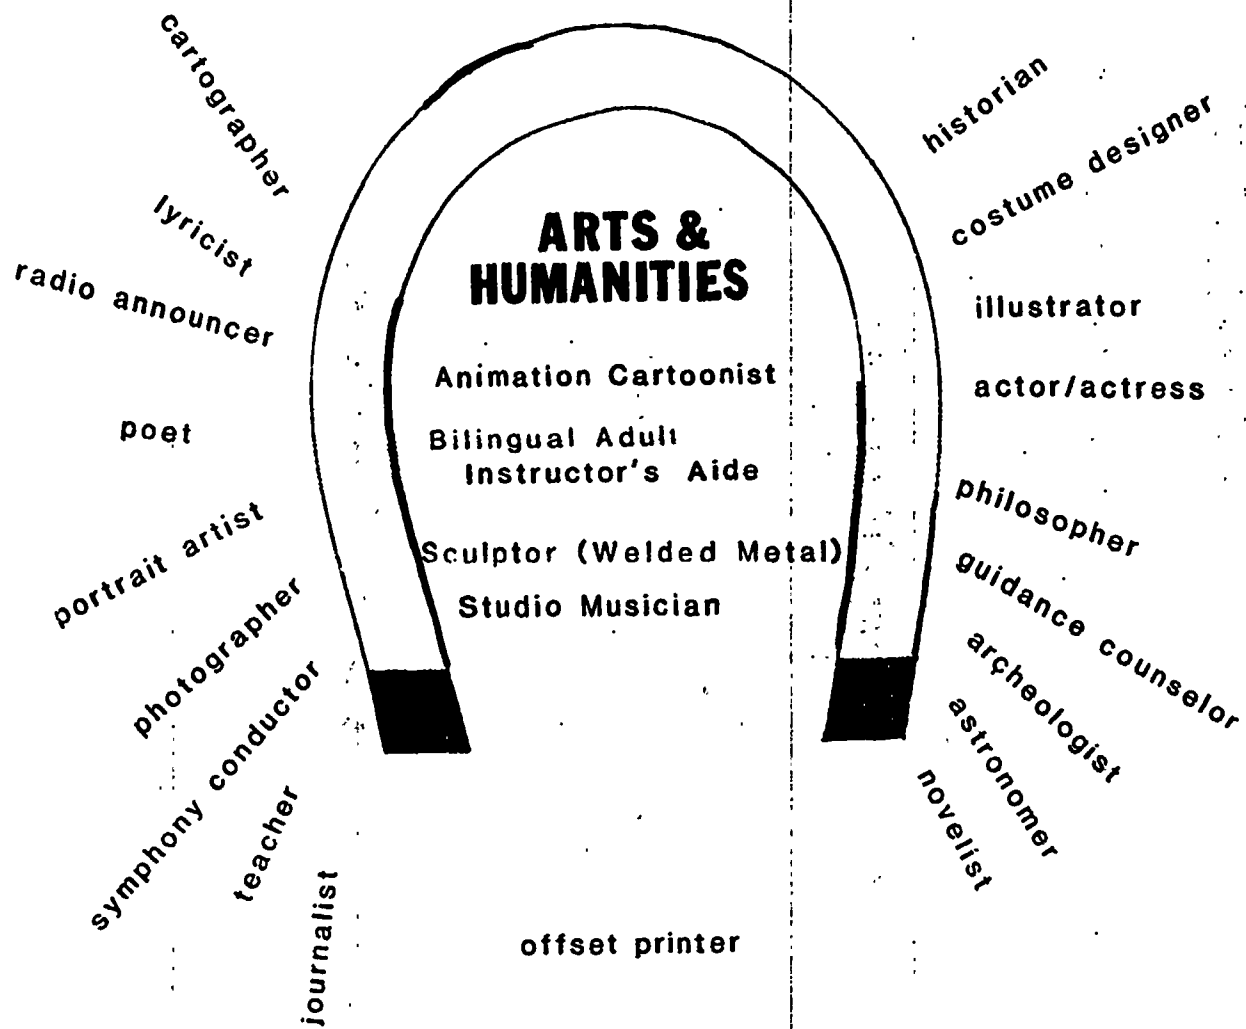 cartographer
lyricist
radio announcer
poet
portrait artist
photographer
symphony conductor
teacher
journalist
ARTS &
HUMANITIES
Animation Cartoonist
Bilingual Adult
Instructor's Aide
Sculptor (Welded Metal)
Studio Musician
offset printer
historian
costume designer
illustrator
actor/actress
philosopher
guidance counselor
archeologist
astronomer
novelist